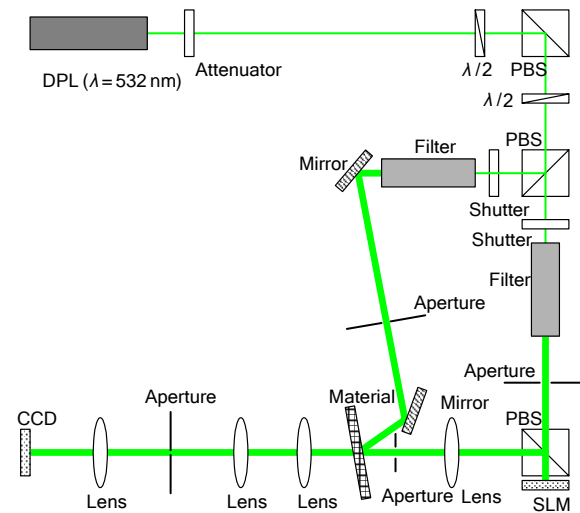 DPL (λ = 532 nm)
Attenuator
λ/2
PBS
λ/2
PBS
Filter
Mirror
Shutter
Shutter
Filter
Aperture
Aperture
Material
Mirror
Aperture
PBS
CCD
Lens
Lens
Lens
Aperture
Lens
SLM